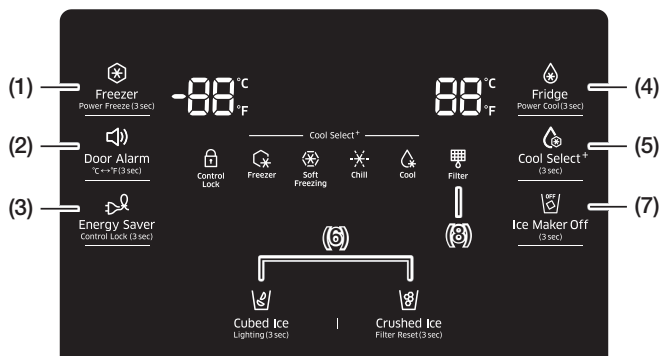 (1)
Freezer
Power Freeze (3 sec)
-88 °C
°F
88 °C
°F
Fridge
Power Cool (3 sec)
(4)
(2)
Door Alarm
°C↔°F(3 sec)
Cool Select+
Control
Lock
Freezer
Soft
Freezing
Chill
Cool
Filter
Cool Select+
(3 sec)
(5)
(3)
Energy Saver
Control Lock (3 sec)
(6)
(8)
OFF
Ice Maker Off
(3 sec)
(7)
Cubed Ice
Lighting (3 sec)
|
Crushed Ice
Filter Reset (3 sec)